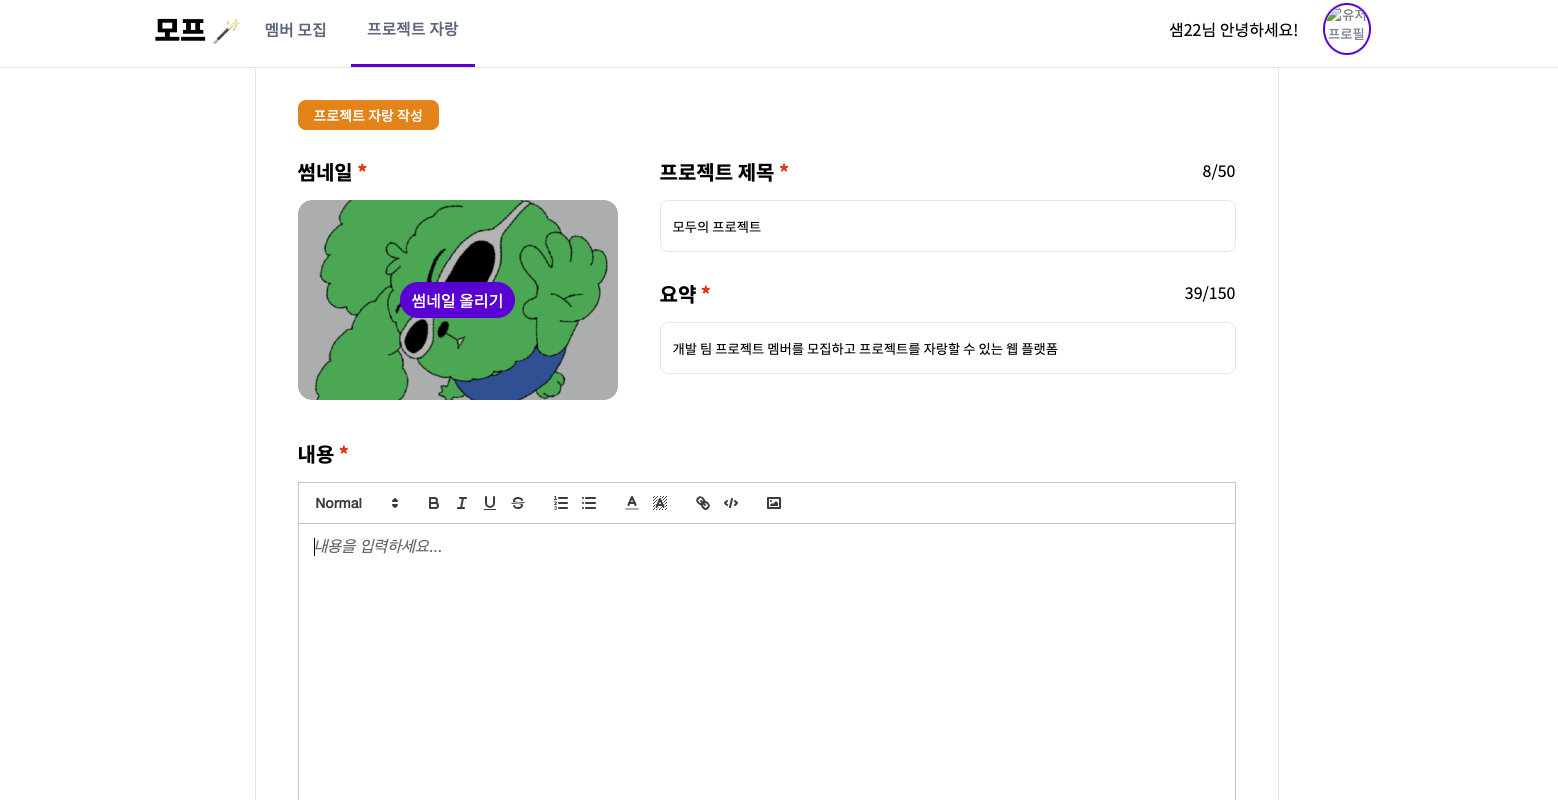 모프
멤버 모집
프로젝트 자랑
샘22님 안녕하세요!
유저
프로필
프로젝트 자랑 작성
썸네일 *
프로젝트 제목 *
8/50
썸네일 올리기
모두의 프로젝트
요약 *
39/150
개발 팀 프로젝트 멤버를 모집하고 프로젝트를 자랑할 수 있는 웹 플랫폼
내용 *
Normal
내용을 입력하세요...